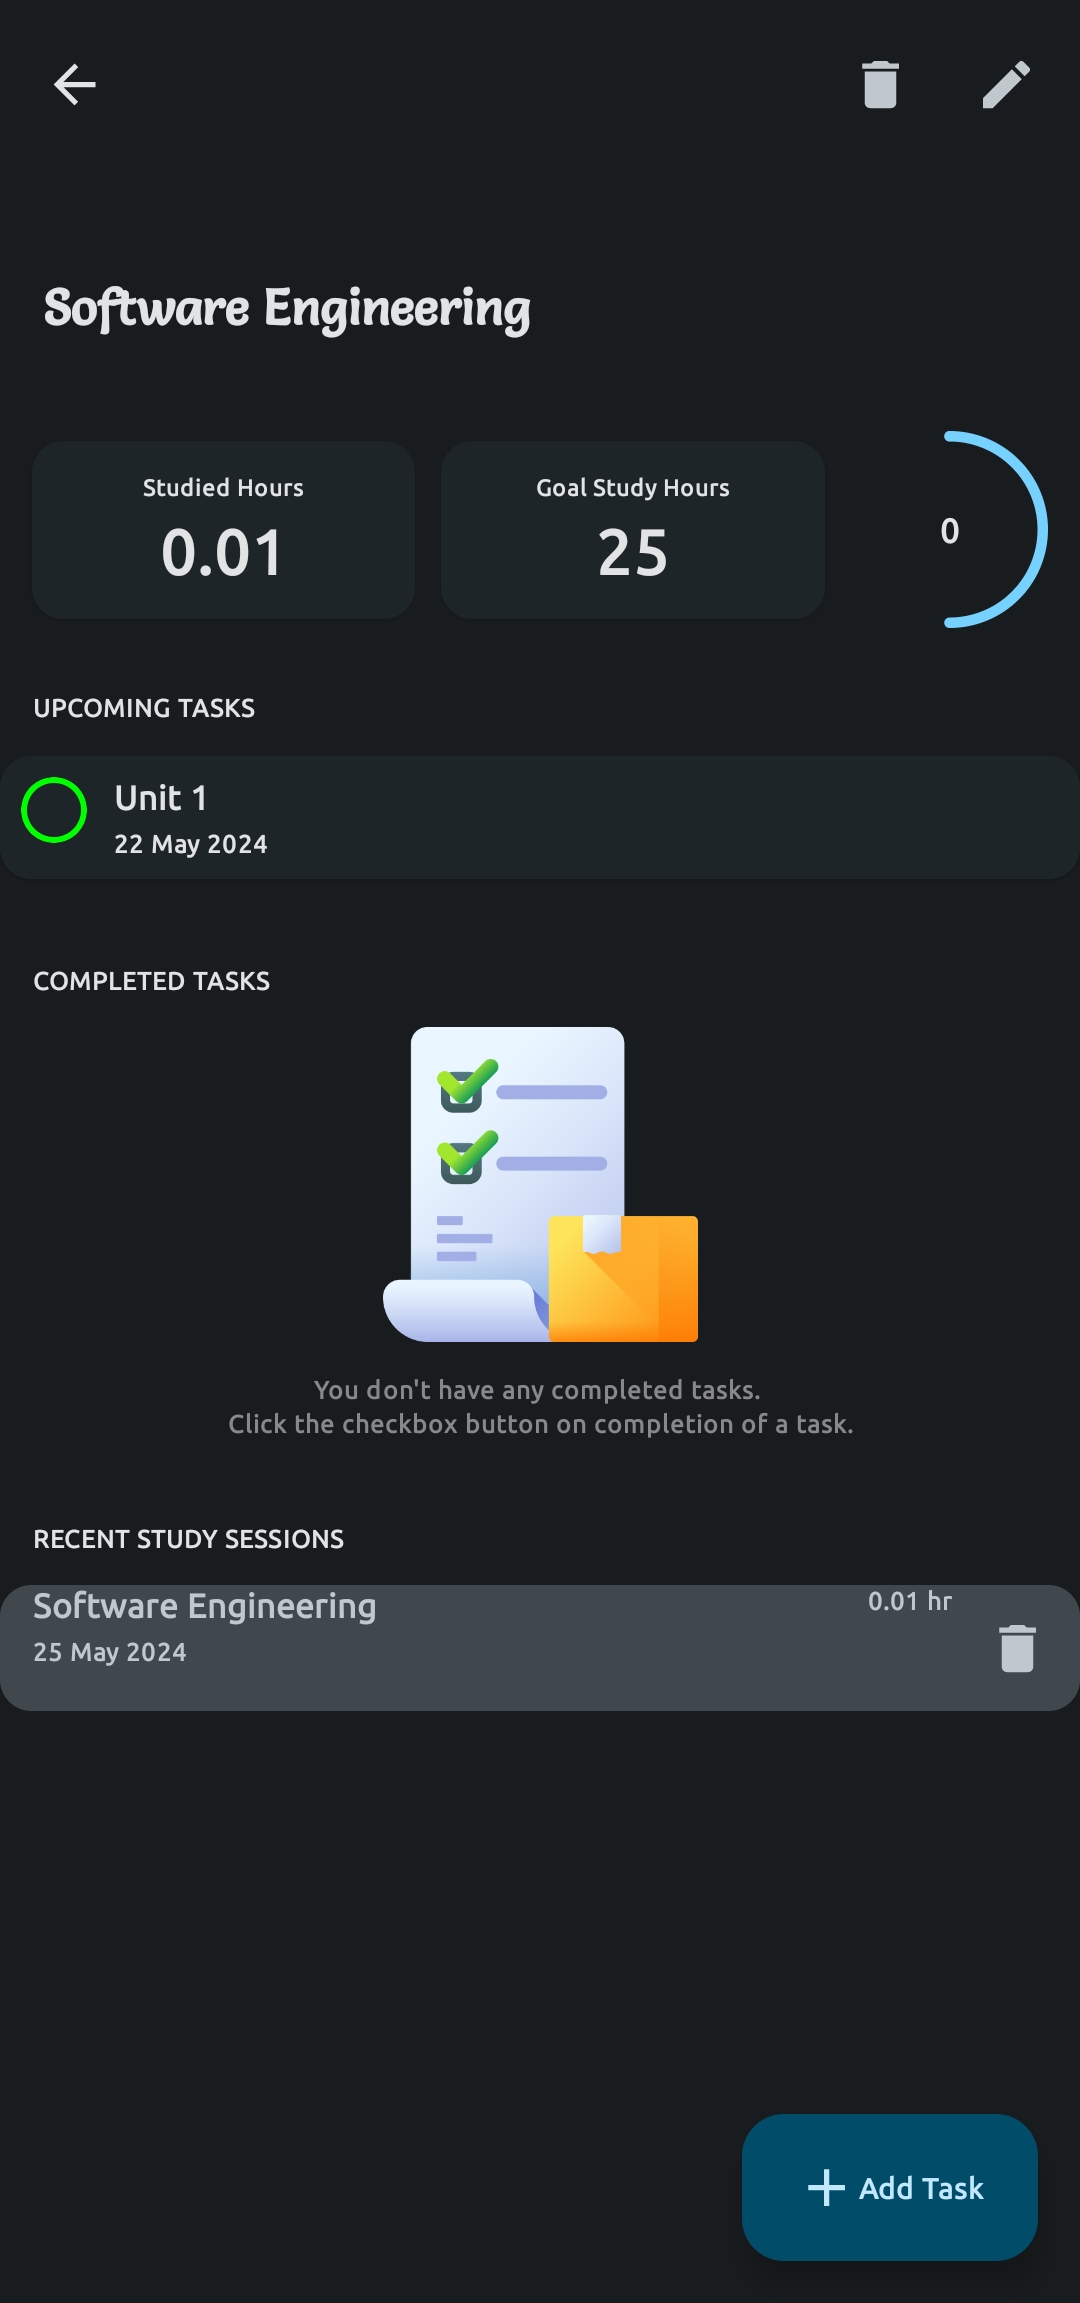 Software Engineering
Studied Hours
0.01
Goal Study Hours
25
0
UPCOMING TASKS
Unit 1
22 May 2024
COMPLETED TASKS
You don't have any completed tasks.
Click the checkbox button on completion of a task.
RECENT STUDY SESSIONS
Software Engineering
0.01 hr
25 May 2024
Add Task